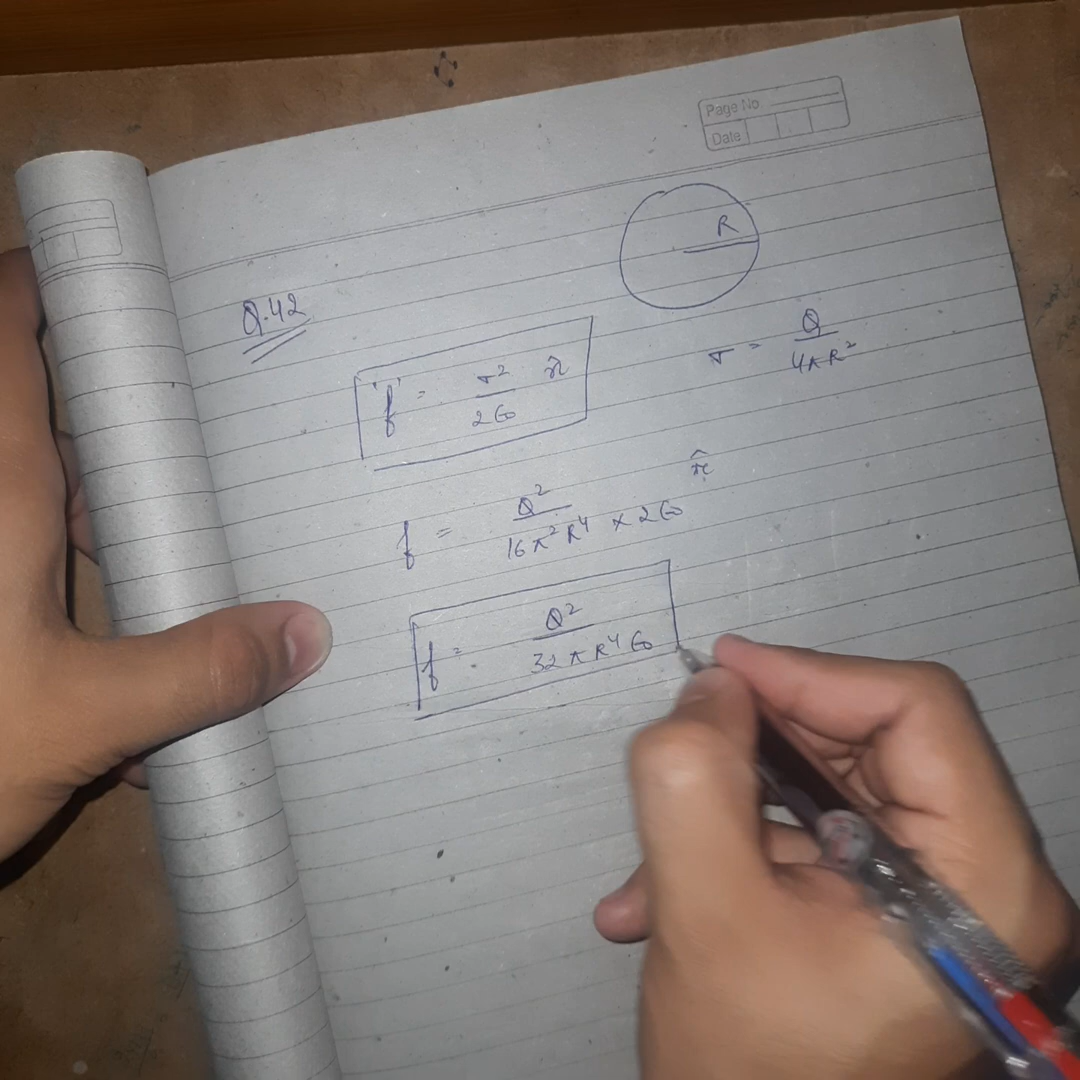 Page No
Date
R
Q.42
σ = Q / 4πR²
'f' = σ² / 2ϵ₀ n̂
f = Q² / 16π²R⁴ × 2ϵ₀ n̂
f = Q² / 32πR⁴ϵ₀